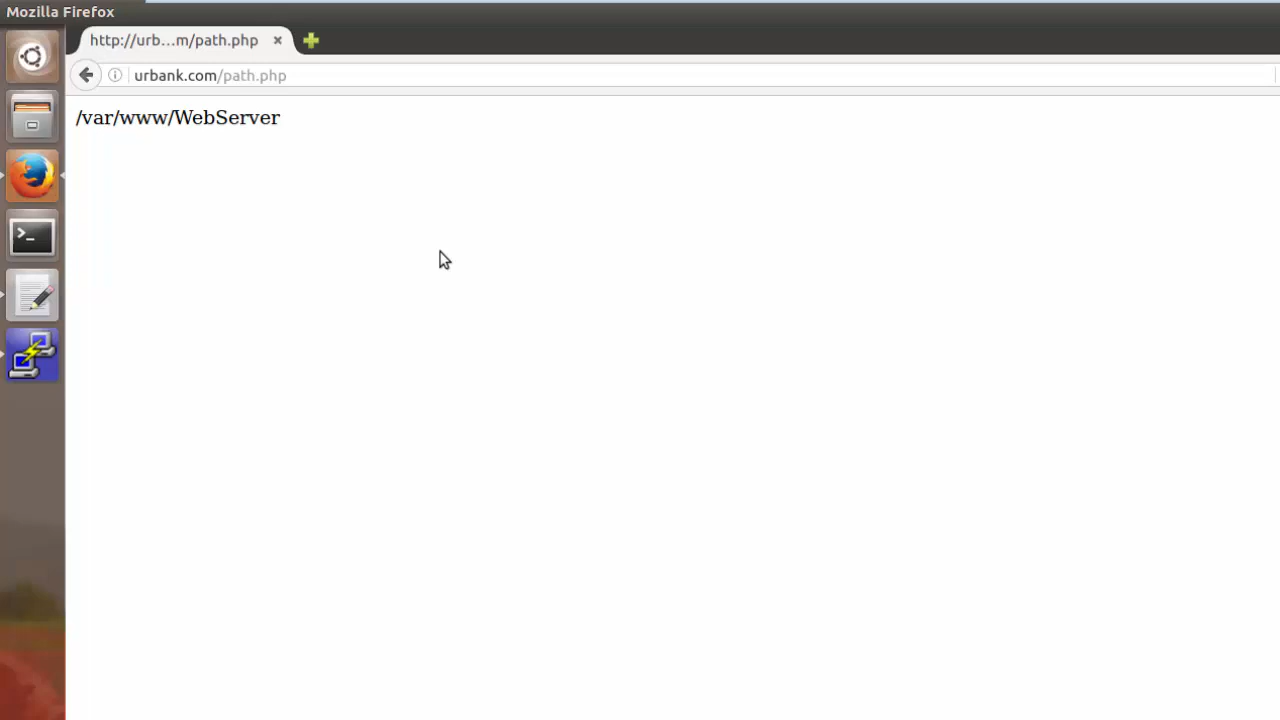 Mozilla Firefox
http://urb...m/path.php
urbank.com/path.php
/var/www/WebServer